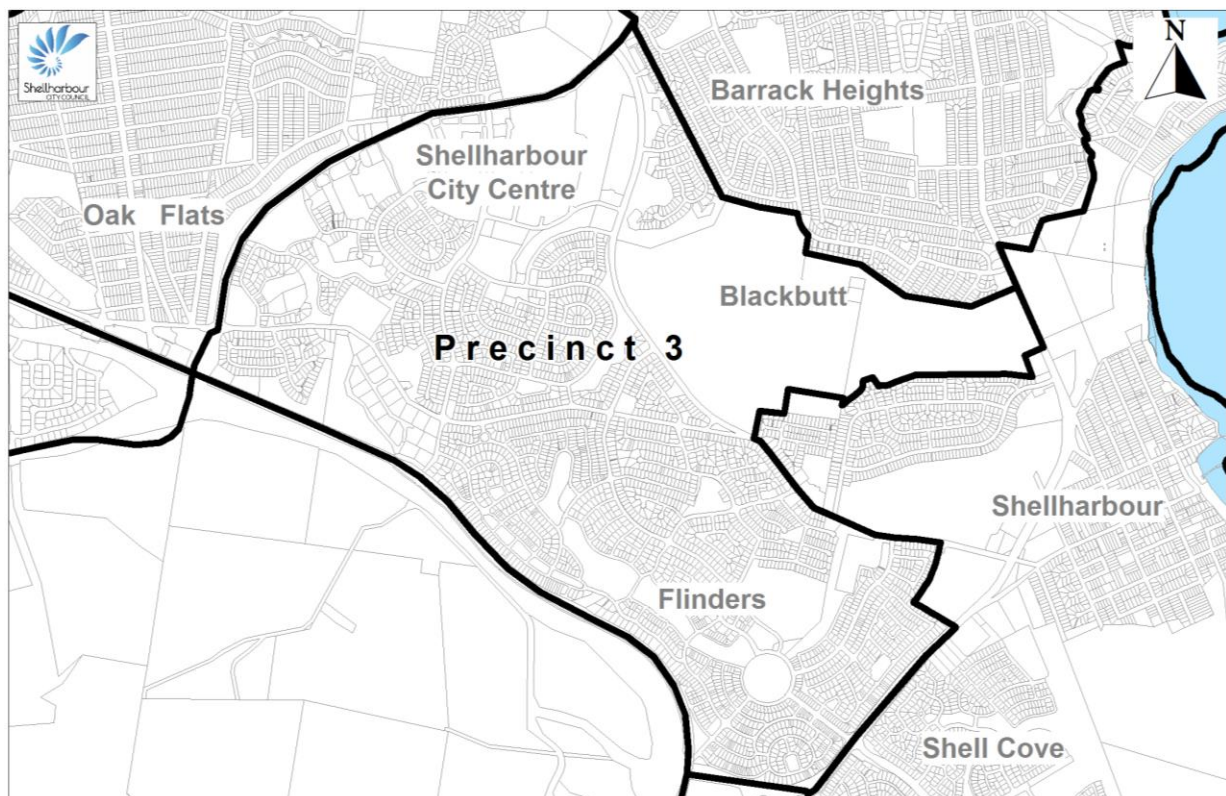 Shellharbour
CITY COUNCIL
N
Barrack Heights
Shellharbour
City Centre
Oak Flats
Blackbutt
Precinct 3
Shellharbour
Flinders
Shell Cove